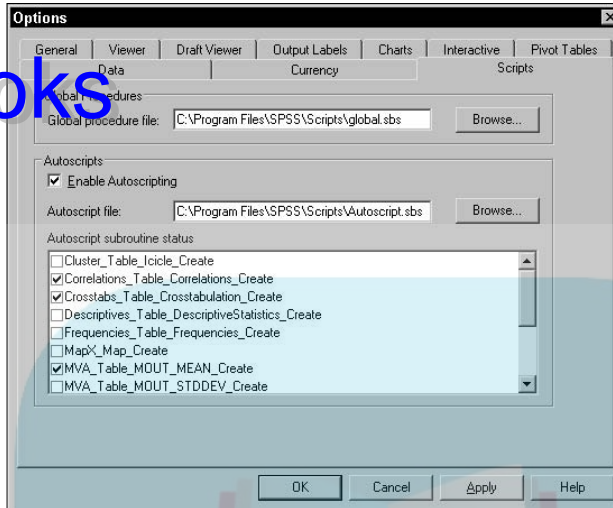 Options
General Viewer Draft Viewer Output Labels Charts Interactive Pivot Tables
Data Currency Scripts
oks
Global Procedures
Global procedure file: C:\Program Files\SPSS\Scripts\global.sbs Browse...
Autoscripts
Enable Autoscripting
Autoscript file: C:\Program Files\SPSS\Scripts\Autoscript.sbs Browse...
Autoscript subroutine status
Cluster_Table_Icicle_Create
Correlations_Table_Correlations_Create
Crosstabs_Table_Crosstabulation_Create
Descriptives_Table_DescriptiveStatistics_Create
Frequencies_Table_Frequencies_Create
MapX_Map_Create
MVA_Table_MOUT_MEAN_Create
MVA_Table_MOUT_STDDEV_Create
OK Cancel Apply Help